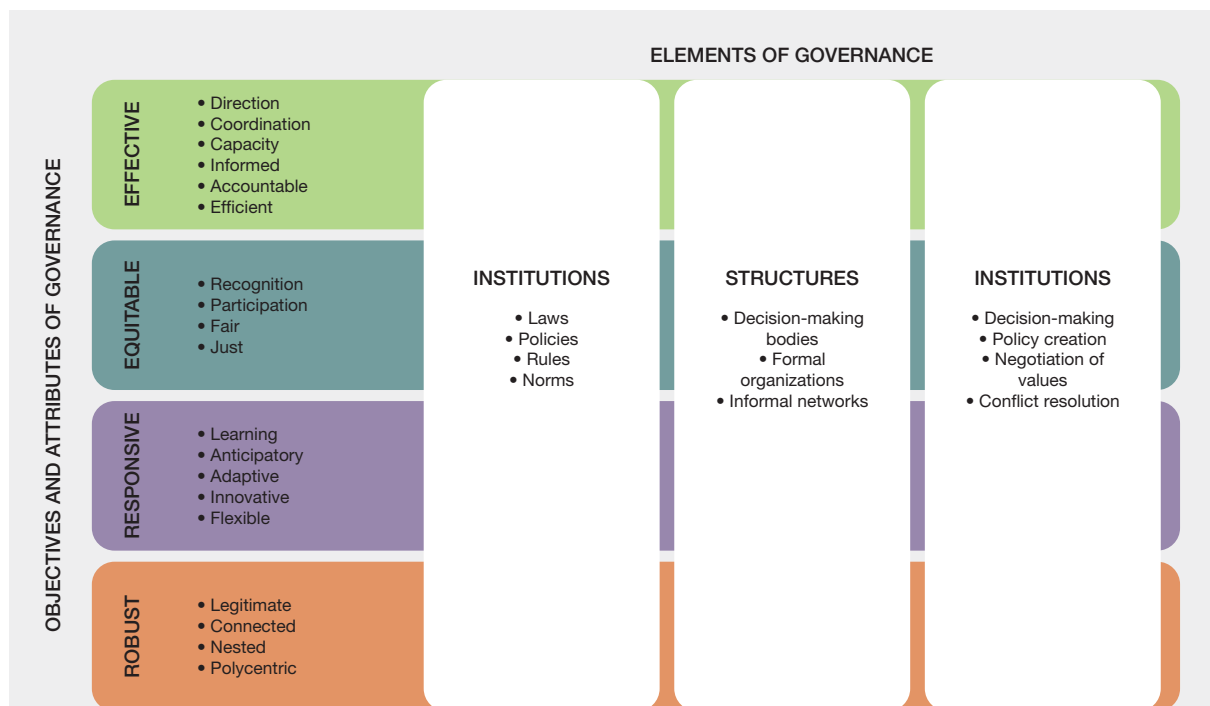 ELEMENTS OF GOVERNANCE
OBJECTIVES AND ATTRIBUTES OF GOVERNANCE
EFFECTIVE
• Direction
• Coordination
• Capacity
• Informed
• Accountable
• Efficient
EQUITABLE
• Recognition
• Participation
• Fair
• Just
RESPONSIVE
• Learning
• Anticipatory
• Adaptive
• Innovative
• Flexible
ROBUST
• Legitimate
• Connected
• Nested
• Polycentric
INSTITUTIONS
• Laws
• Policies
• Rules
• Norms
STRUCTURES
• Decision-making
bodies
• Formal
organizations
• Informal networks
INSTITUTIONS
• Decision-making
• Policy creation
• Negotiation of
values
• Conflict resolution